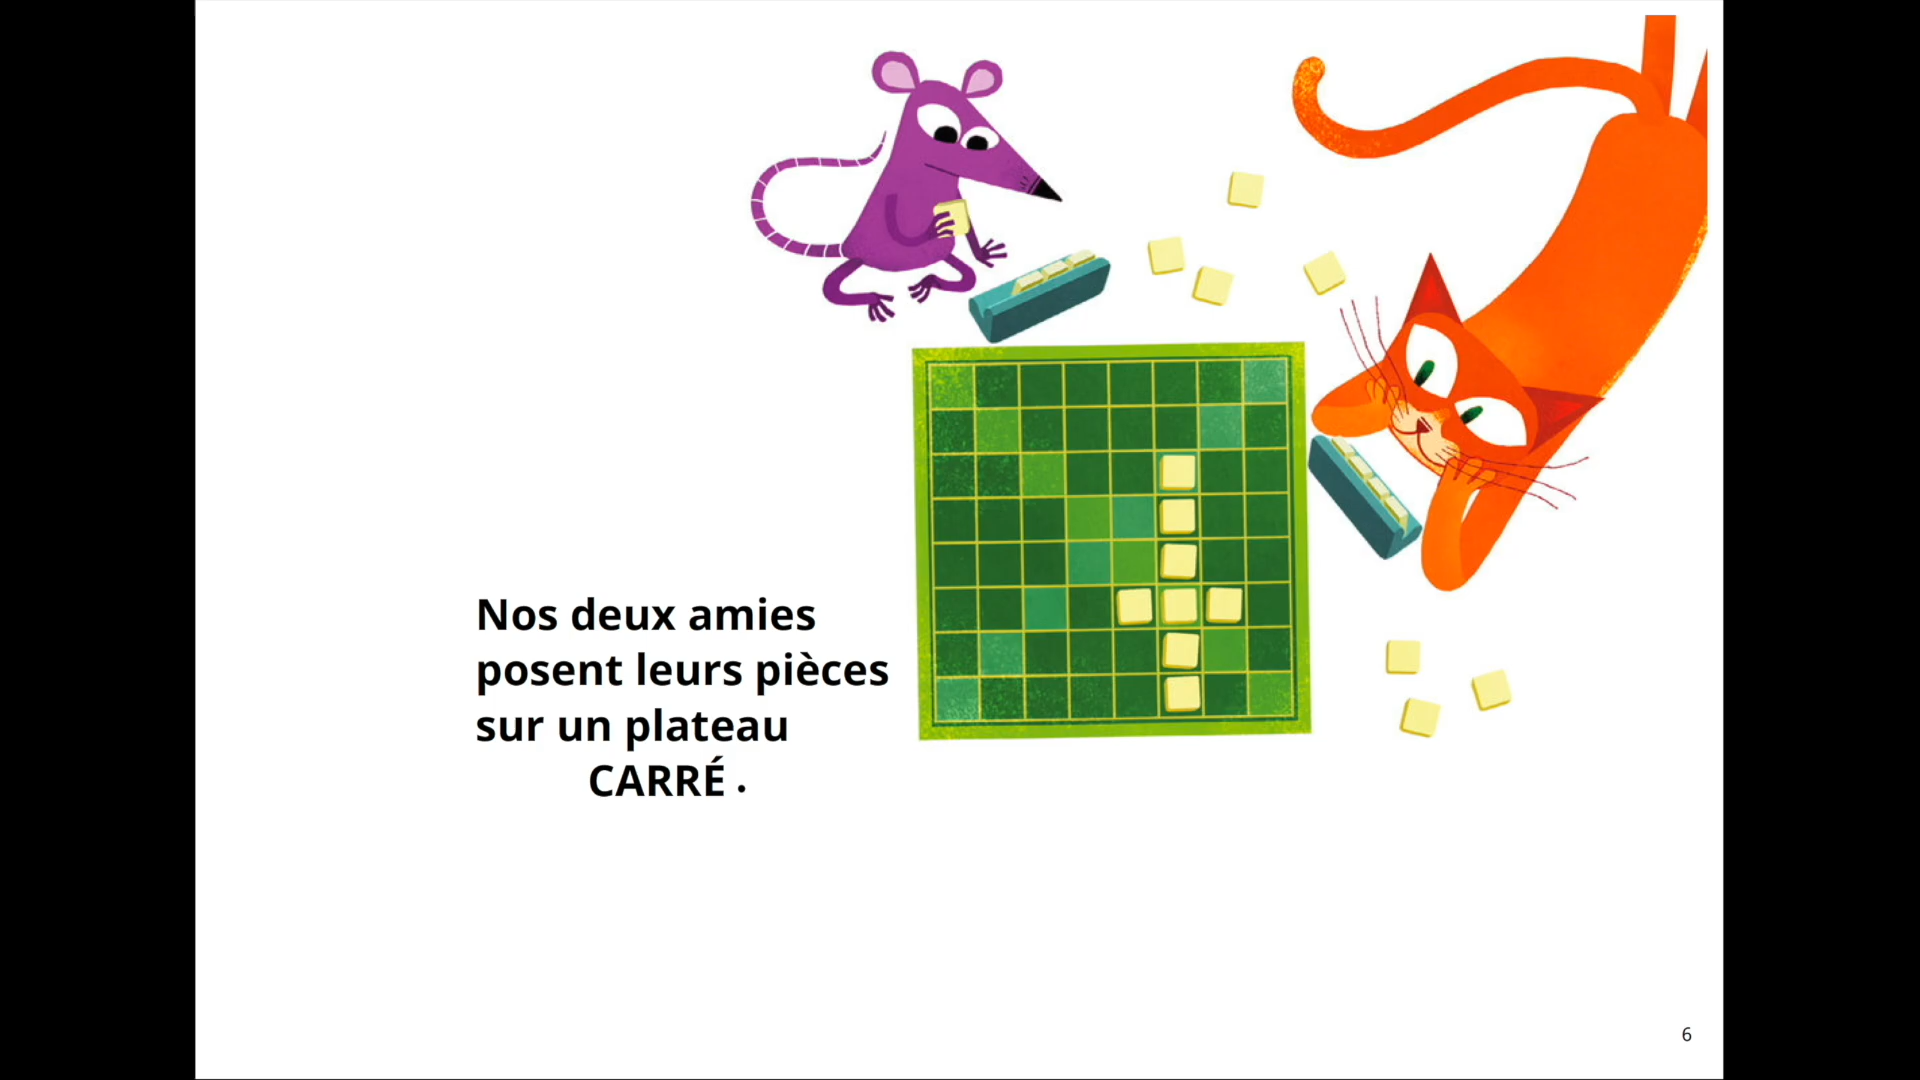 Nos deux amies
posent leurs pièces
sur un plateau
CARRÉ .
6